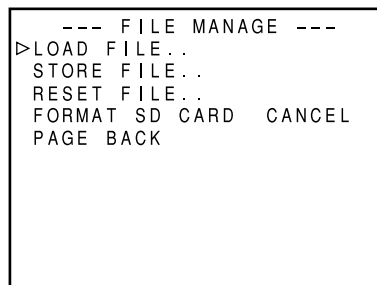 --- FILE MANAGE ---
▷LOAD FILE..
STORE FILE..
RESET FILE..
FORMAT SD CARD CANCEL
PAGE BACK